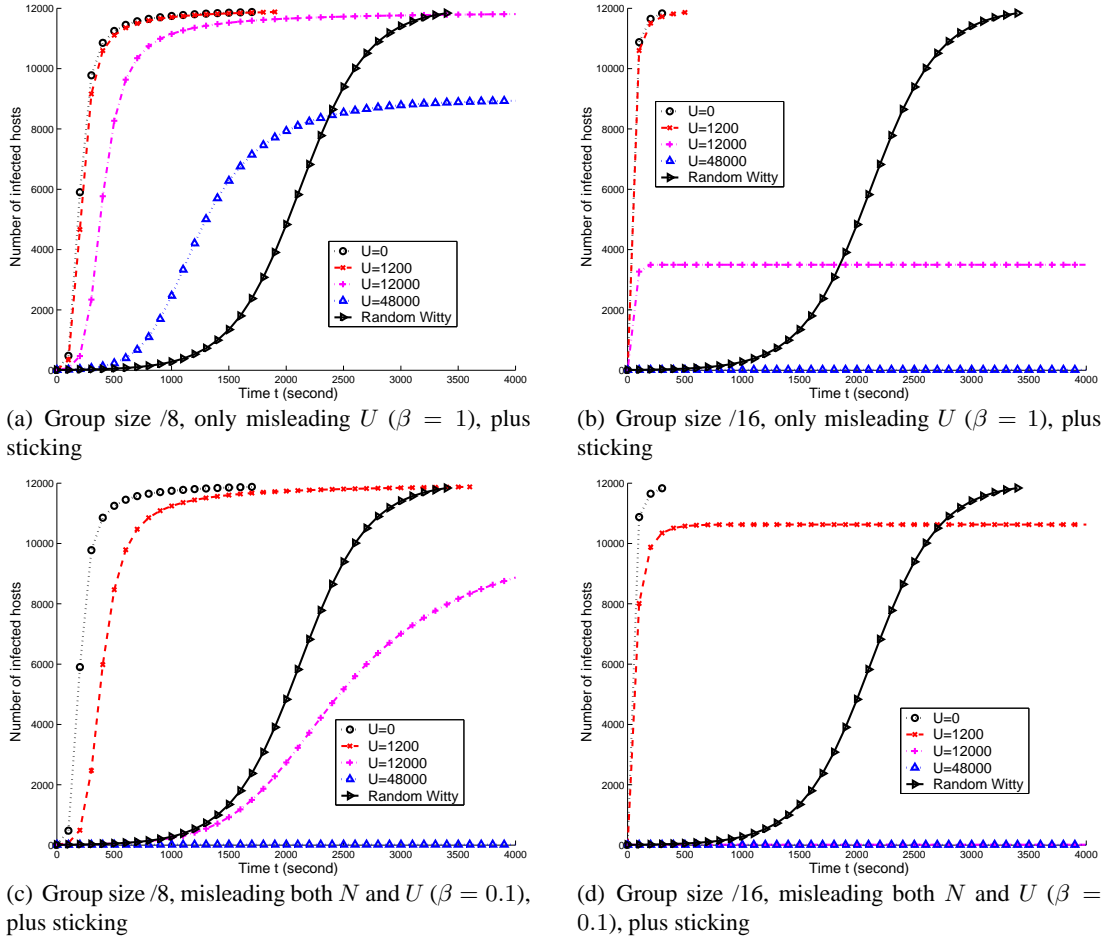 12000
10000
8000
6000
4000
2000
0
Number of infected hosts
U=0
U=1200
U=12000
U=48000
Random Witty
0 500 1000 1500 2000 2500 3000 3500 4000
Time t (second)
(a) Group size /8, only misleading U (β = 1), plus
sticking
12000
10000
8000
6000
4000
2000
0
Number of infected hosts
U=0
U=1200
U=12000
U=48000
Random Witty
0 500 1000 1500 2000 2500 3000 3500 4000
Time t (second)
(b) Group size /16, only misleading U (β = 1), plus
sticking
12000
10000
8000
6000
4000
2000
0
Number of infected hosts
U=0
U=1200
U=12000
U=48000
Random Witty
0 500 1000 1500 2000 2500 3000 3500 4000
Time t (second)
(c) Group size /8, misleading both N and U (β = 0.1),
plus sticking
12000
10000
8000
6000
4000
2000
0
Number of infected hosts
U=0
U=1200
U=12000
U=48000
Random Witty
0 500 1000 1500 2000 2500 3000 3500 4000
Time t (second)
(d) Group size /16, misleading both N and U (β =
0.1), plus sticking